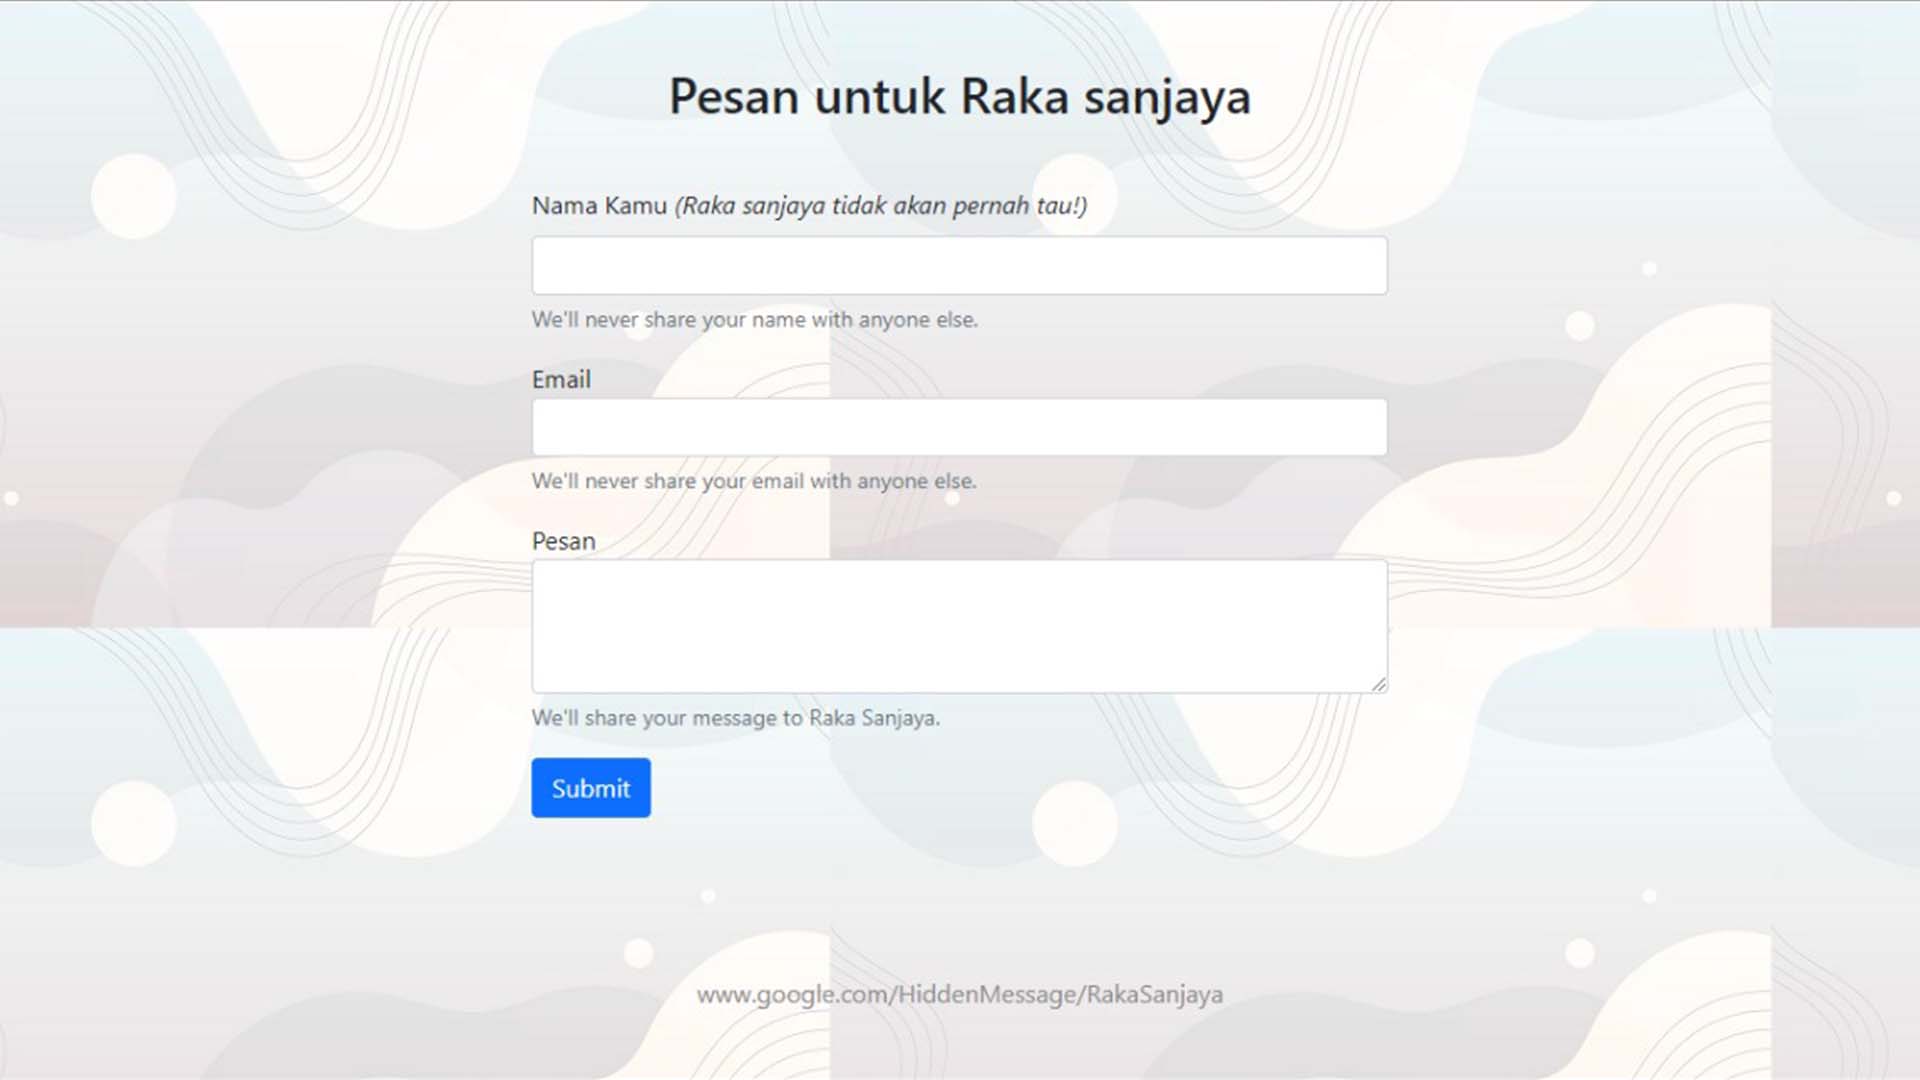 Pesan untuk Raka sanjaya
Nama Kamu (Raka sanjaya tidak akan pernah tau!)
We'll never share your name with anyone else.
Email
We'll never share your email with anyone else.
Pesan
We'll share your message to Raka Sanjaya.
Submit
www.google.com/HiddenMessage/RakaSanjaya